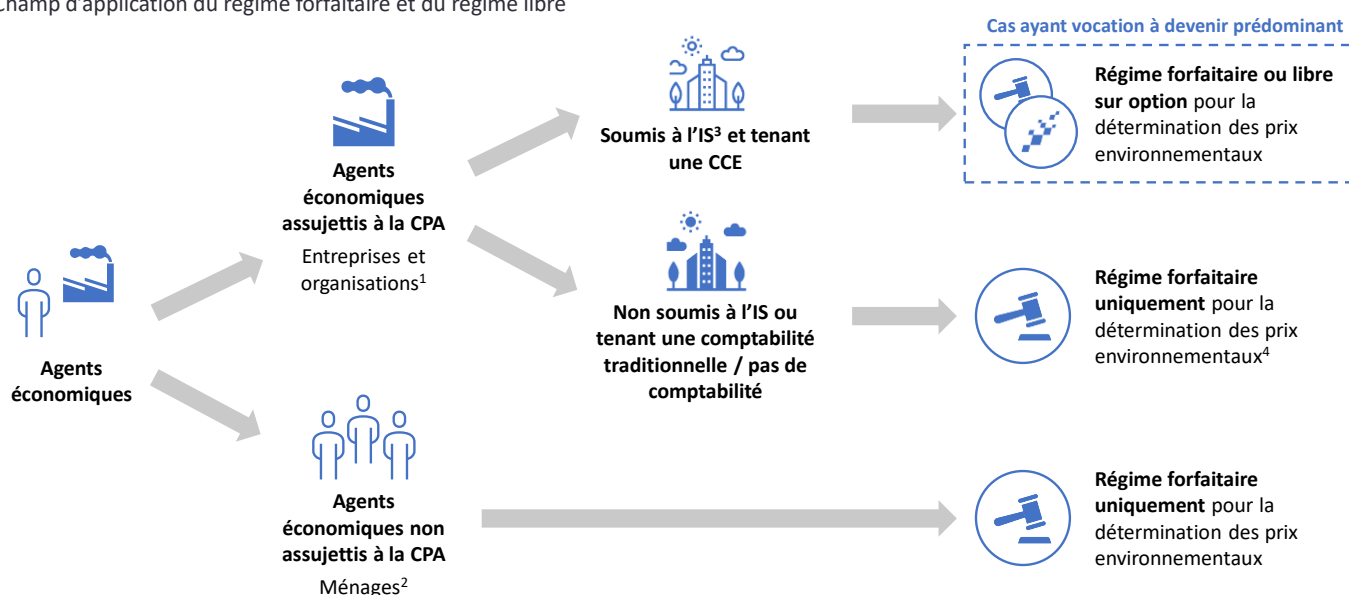 Champ d'application du régime forfaitaire et du régime libre
Cas ayant vocation à devenir prédominant
Agents
économiques
Agents
économiques
assujettis à la CPA
Entreprises et
organisations¹
Soumis à l'IS³ et tenant
une CCE
Régime forfaitaire ou libre
sur option pour la
détermination des prix
environnementaux
Non soumis à l'IS ou
tenant une comptabilité
traditionnelle / pas de
comptabilité
Régime forfaitaire
uniquement pour la
détermination des prix
environnementaux⁴
Agents
économiques non
assujettis à la CPA
Ménages²
Régime forfaitaire
uniquement pour la
détermination des prix
environnementaux